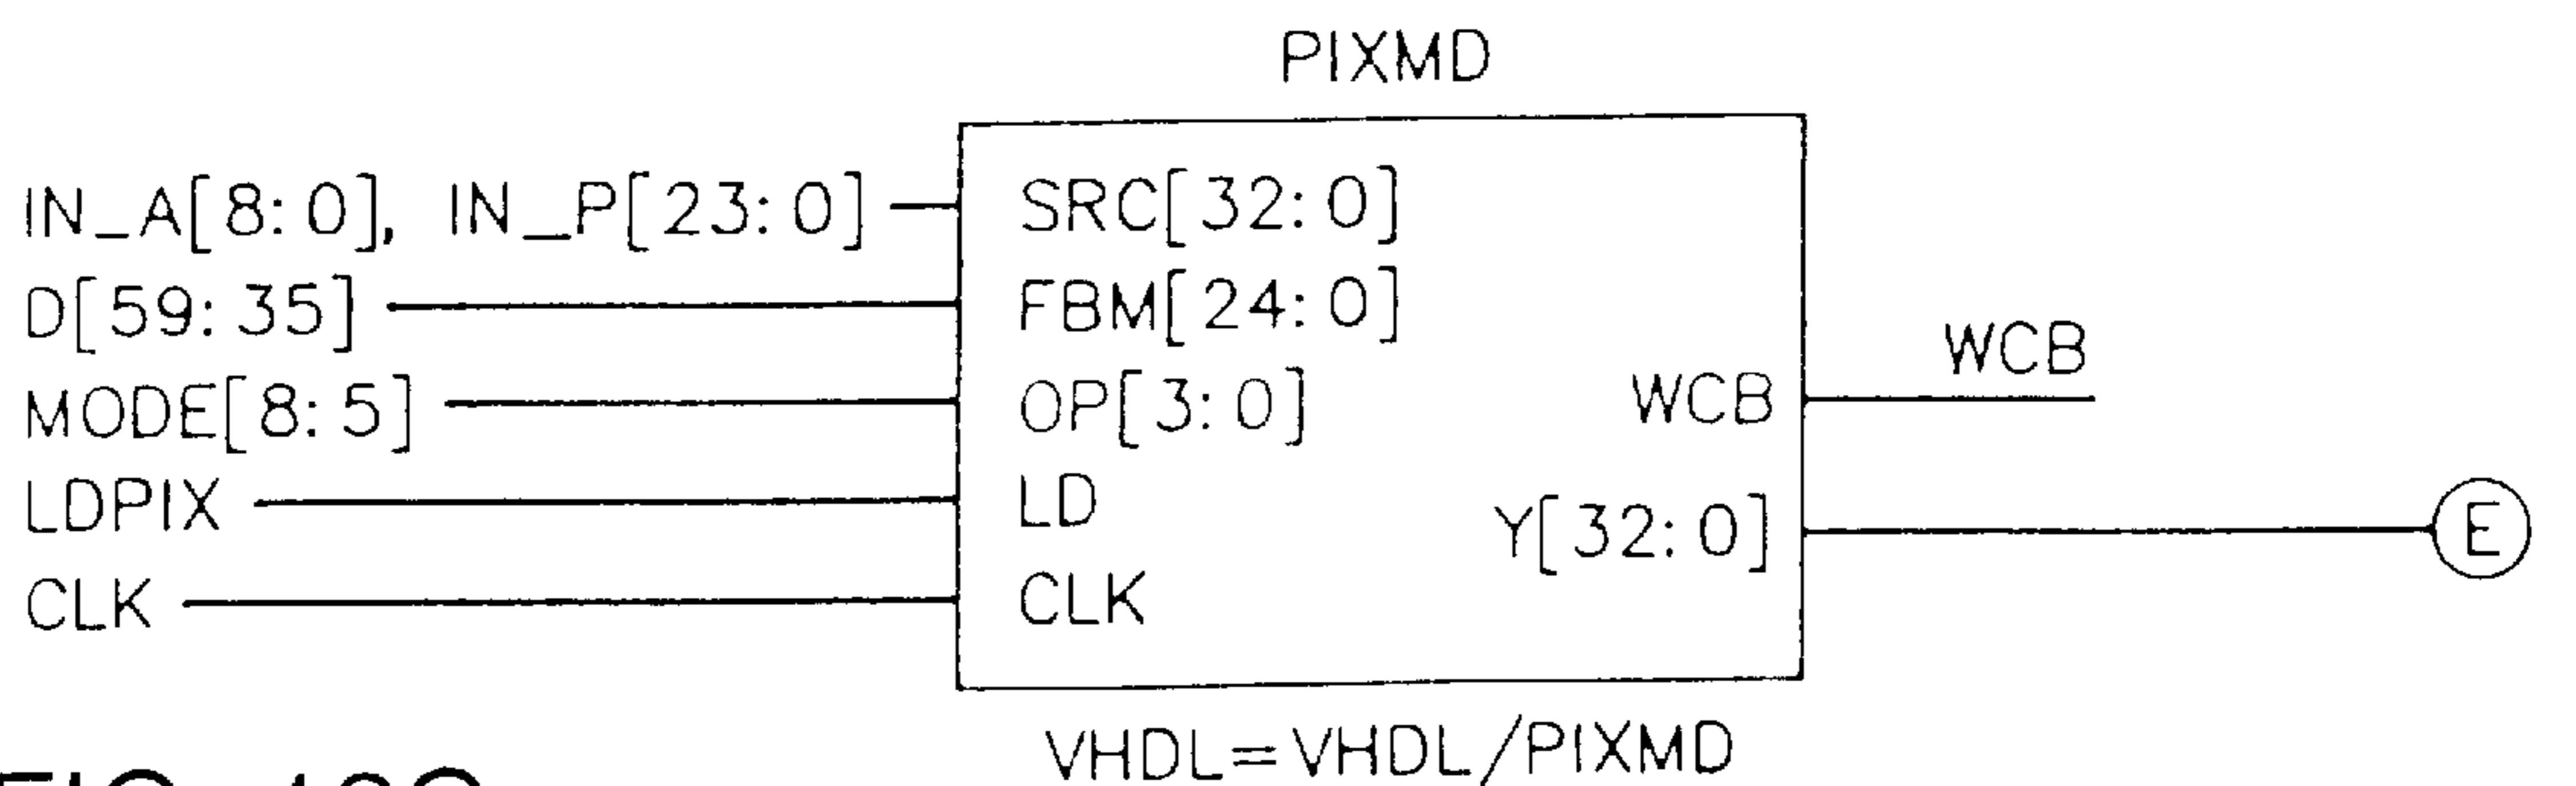 PIXMD
IN_A[8:0], IN_P[23:0] SRC[32:0]
D[59:35] FBM[24:0]
WCB
MODE[8:5] OP[3:0] WCB
LDPIX LD
Y[32:0] E
CLK CLK
VHDL=VHDL/PIXMD